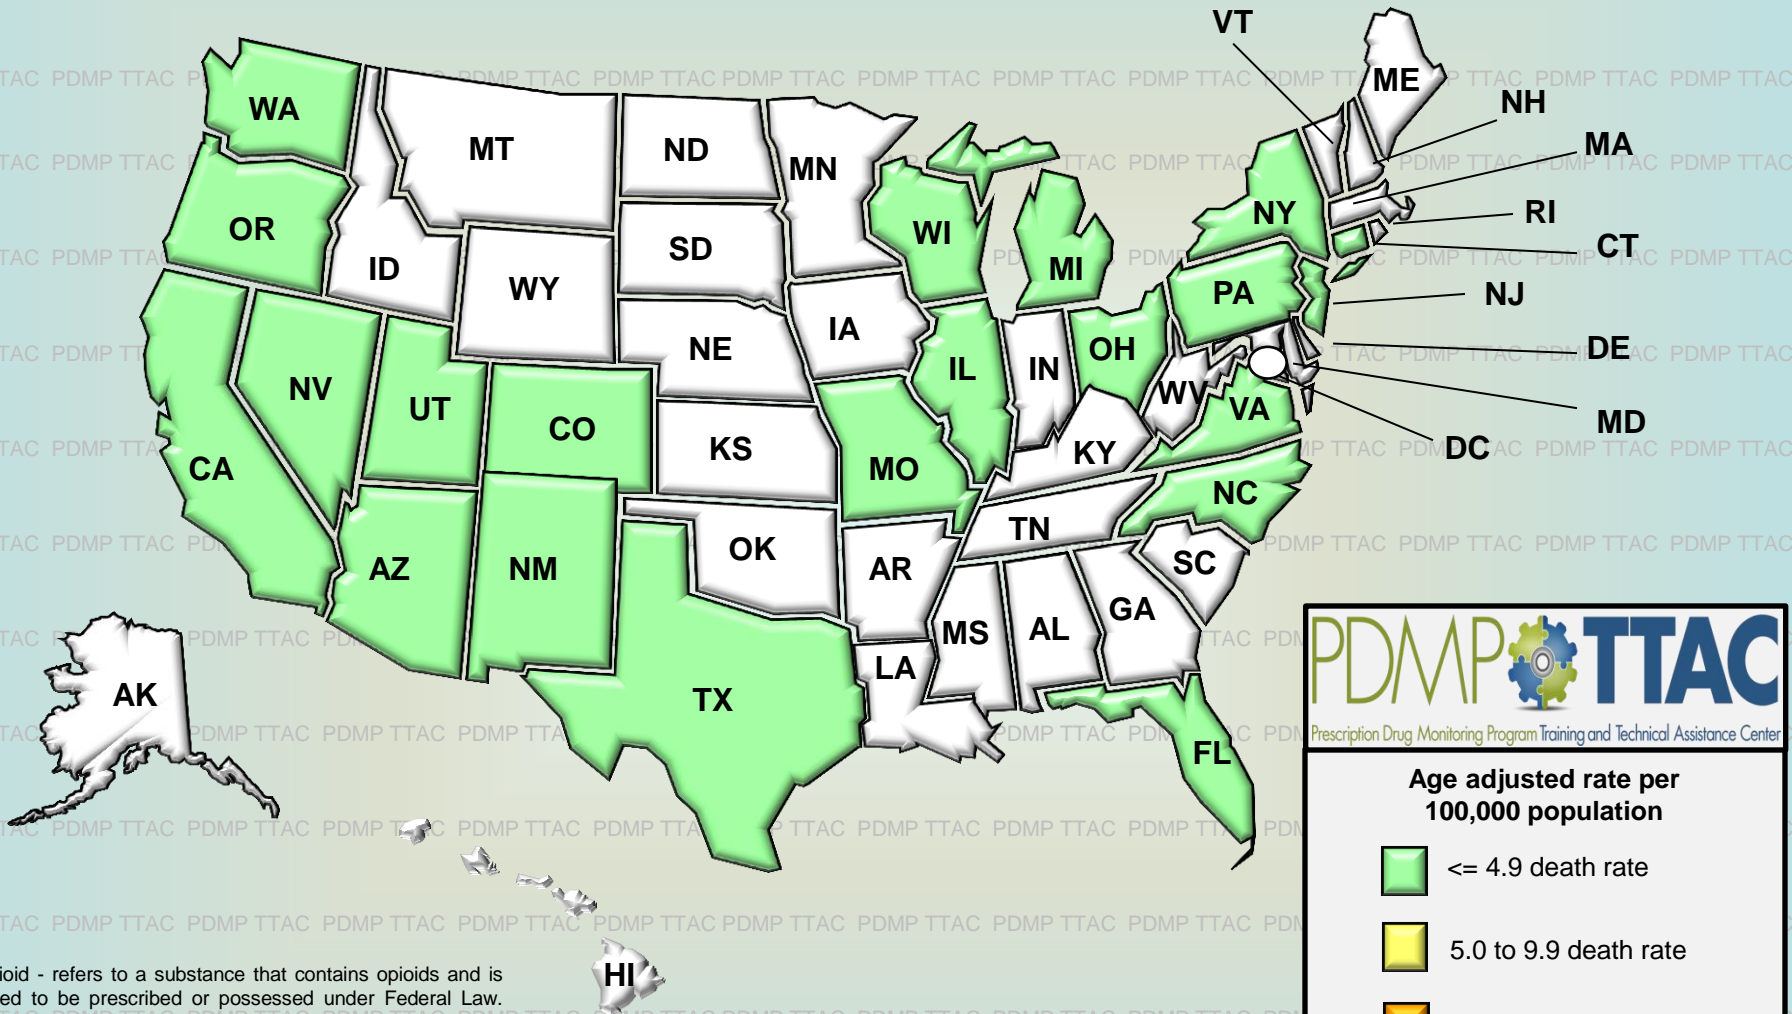 VT
ME
NH
MA
WA
MT
ND
MN
NY
RI
OR
WI
CT
ID
SD
MI
WY
PA
NJ
IA
NE
OH
DE
NV
UT
IL
IN
WV
VA
MD
CO
KS
KY
DC
CA
MO
NC
TN
AZ
NM
OK
AR
SC
GA
MS
AL
LA
AK
TX
FL
HI
PDMP TTAC
Prescription Drug Monitoring Program Training and Technical Assistance Center
Age adjusted rate per
100,000 population
<= 4.9 death rate
5.0 to 9.9 death rate
ioid - refers to a substance that contains opioids and is
ed to be prescribed or possessed under Federal Law.